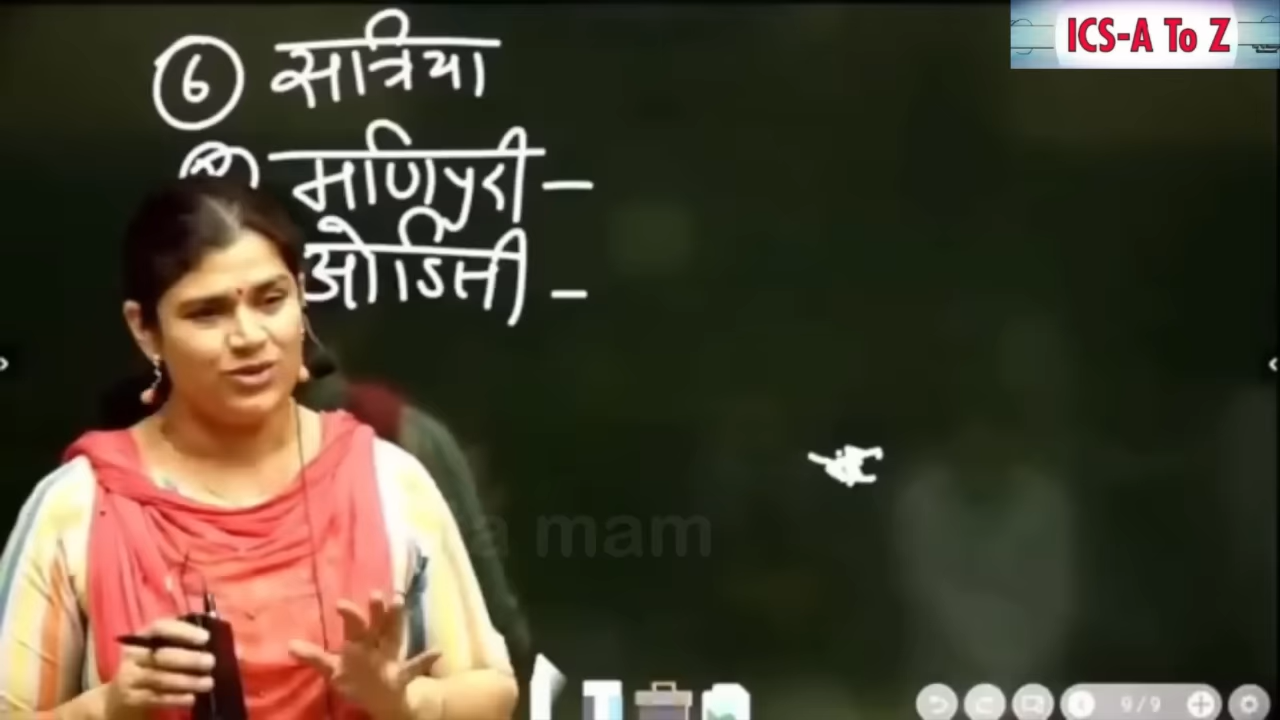 ICS-A To Z
⑥ सत्रिया
मणिपुरी –
ओडिसी –
a mam
9/9